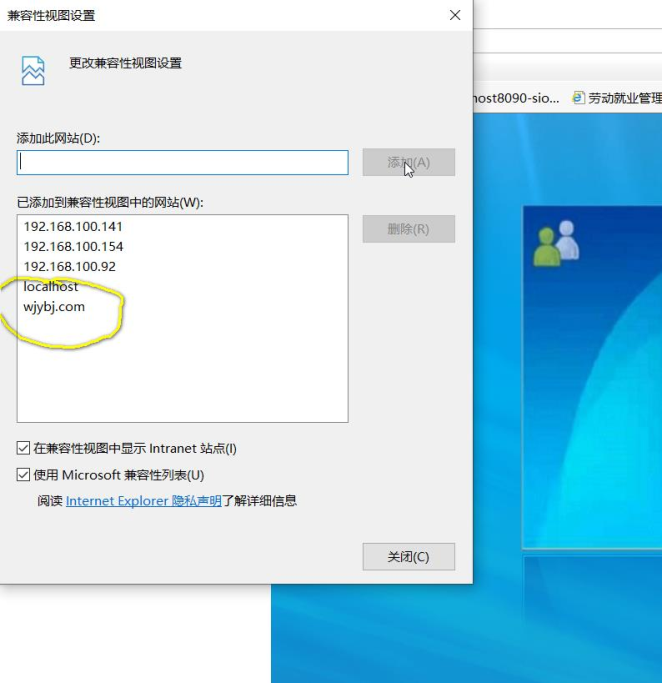 兼容性视图设置
更改兼容性视图设置
host8090-sio...
劳动就业管理
添加此网站(D):
添加(A)
已添加到兼容性视图中的网站(W):
删除(R)
192.168.100.141
192.168.100.154
192.168.100.92
localhost
wjybj.com
在兼容性视图中显示 Intranet 站点(I)
使用 Microsoft 兼容性列表(U)
阅读 Internet Explorer 隐私声明了解详细信息
关闭(C)